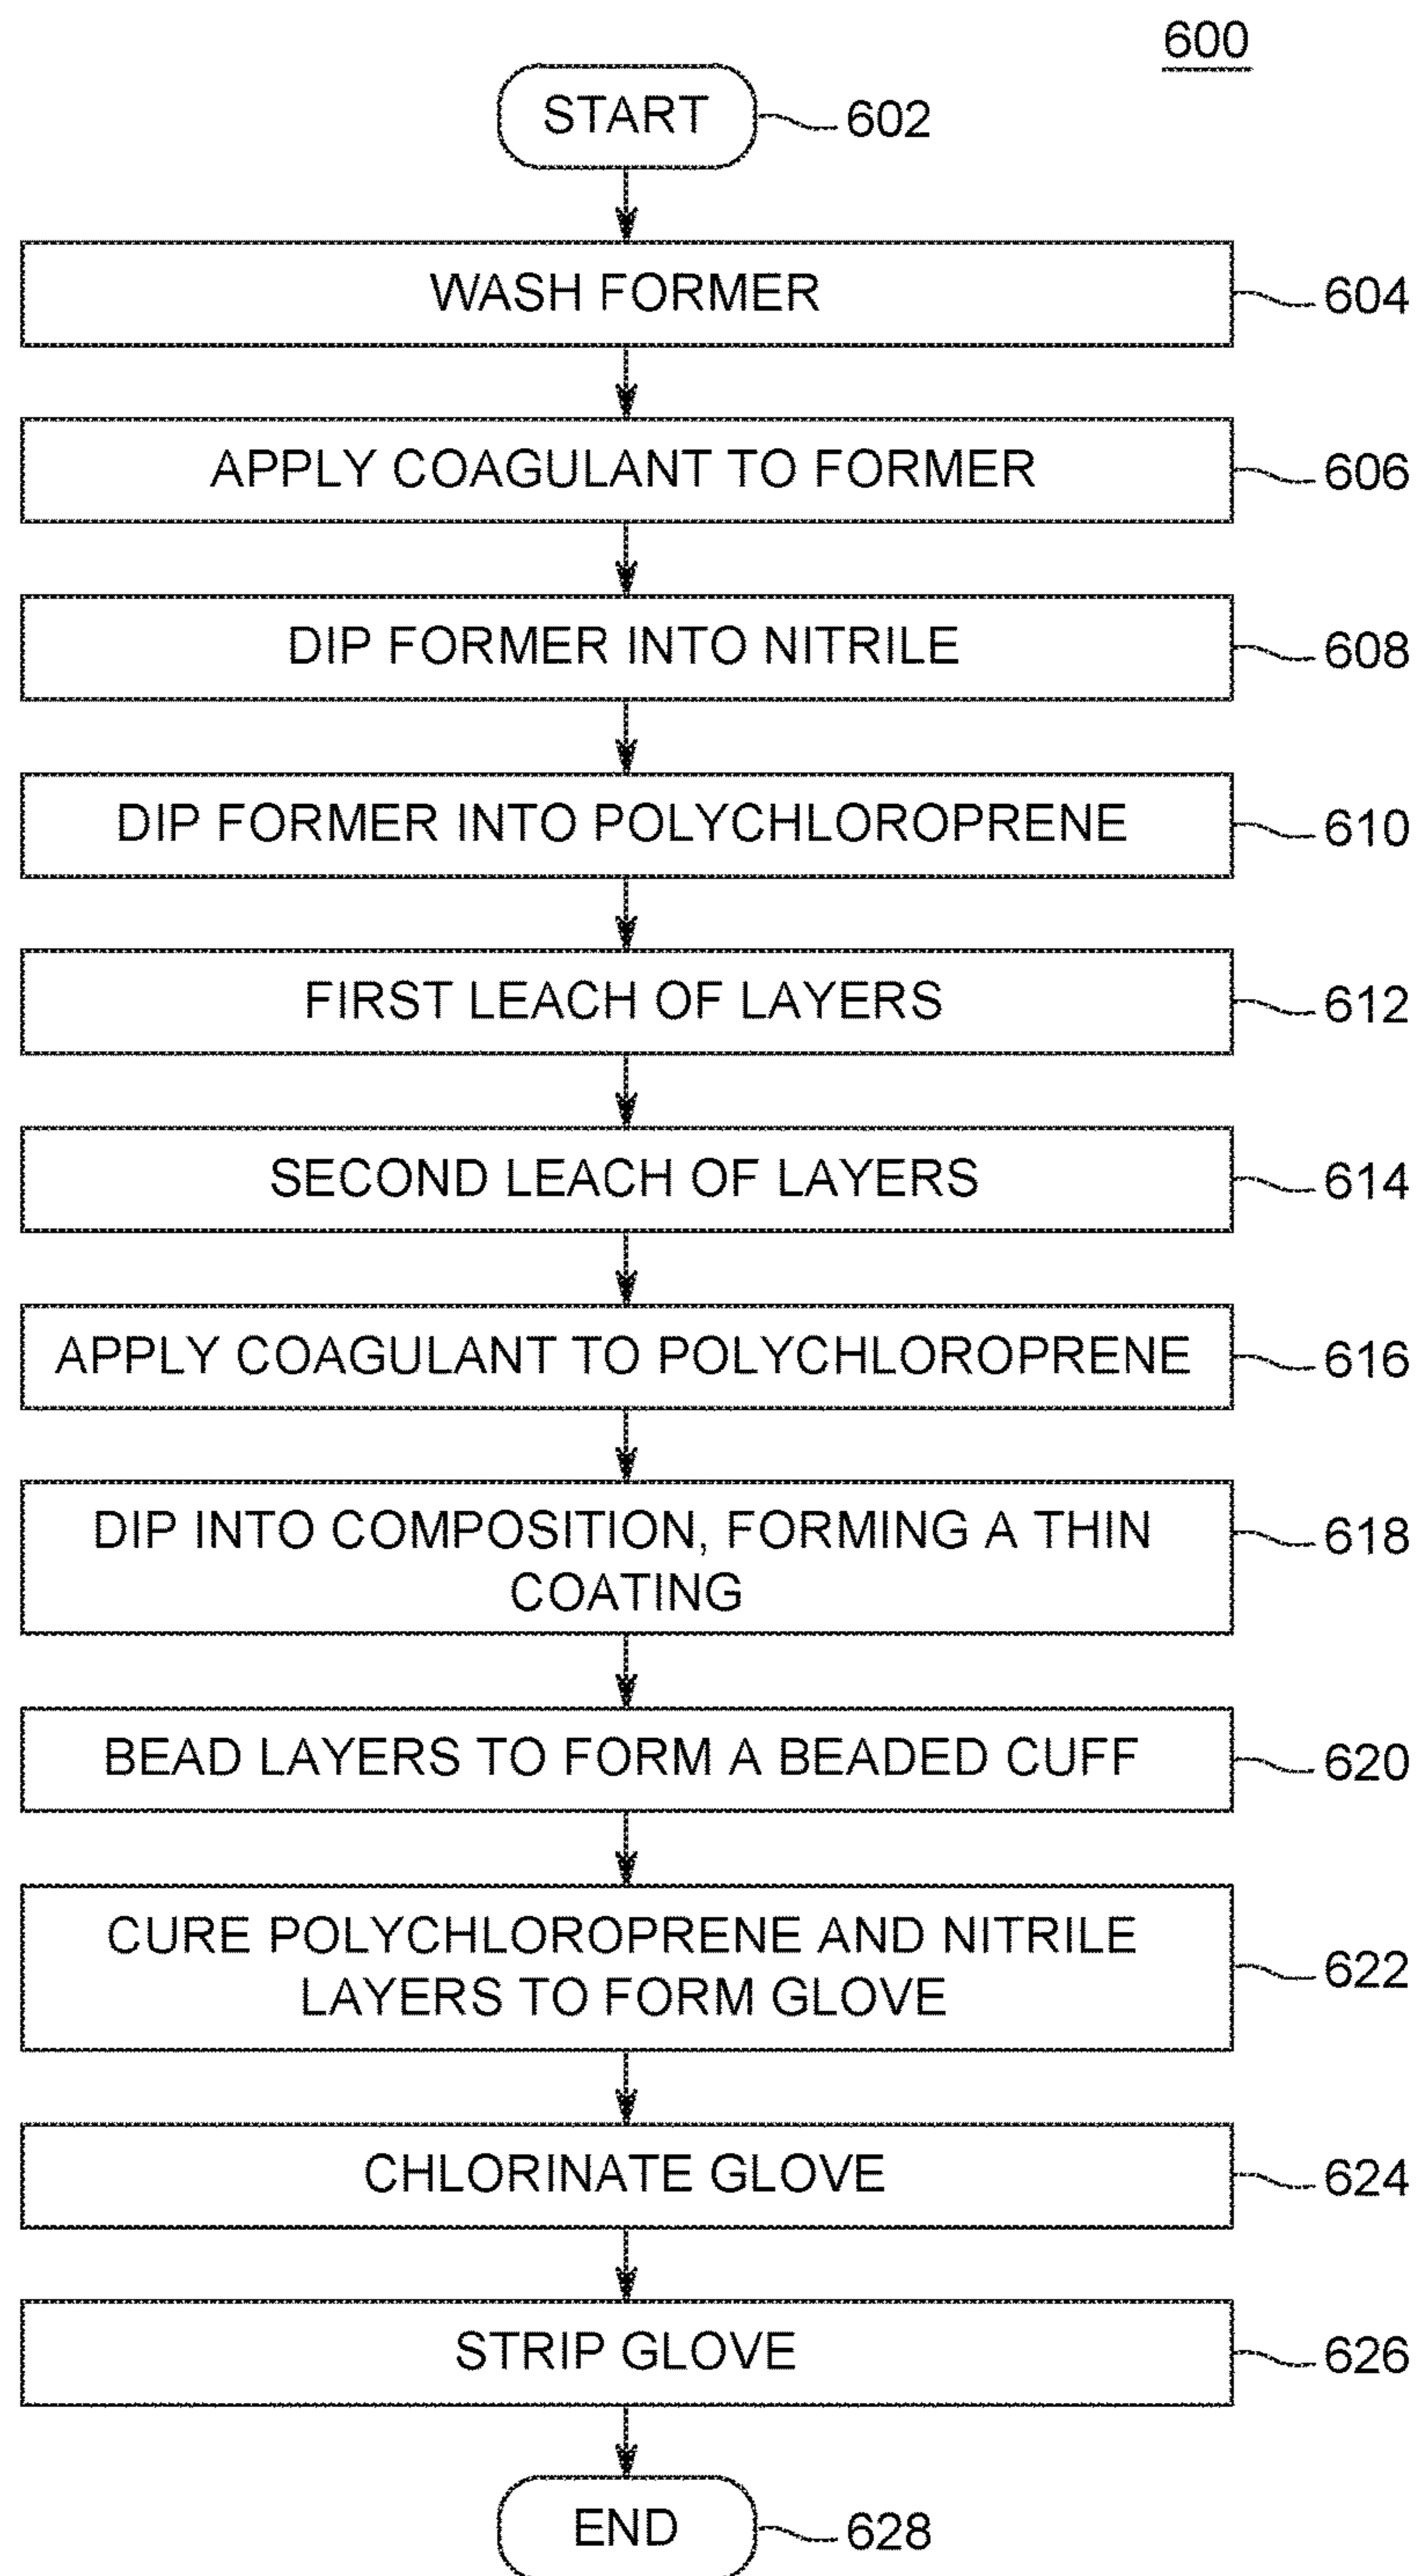 600
START
602
WASH FORMER
604
APPLY COAGULANT TO FORMER
606
DIP FORMER INTO NITRILE
608
DIP FORMER INTO POLYCHLOROPRENE
610
FIRST LEACH OF LAYERS
612
SECOND LEACH OF LAYERS
614
APPLY COAGULANT TO POLYCHLOROPRENE
616
DIP INTO COMPOSITION, FORMING A THIN
COATING
618
BEAD LAYERS TO FORM A BEADED CUFF
620
CURE POLYCHLOROPRENE AND NITRILE
LAYERS TO FORM GLOVE
622
CHLORINATE GLOVE
624
STRIP GLOVE
626
END
628